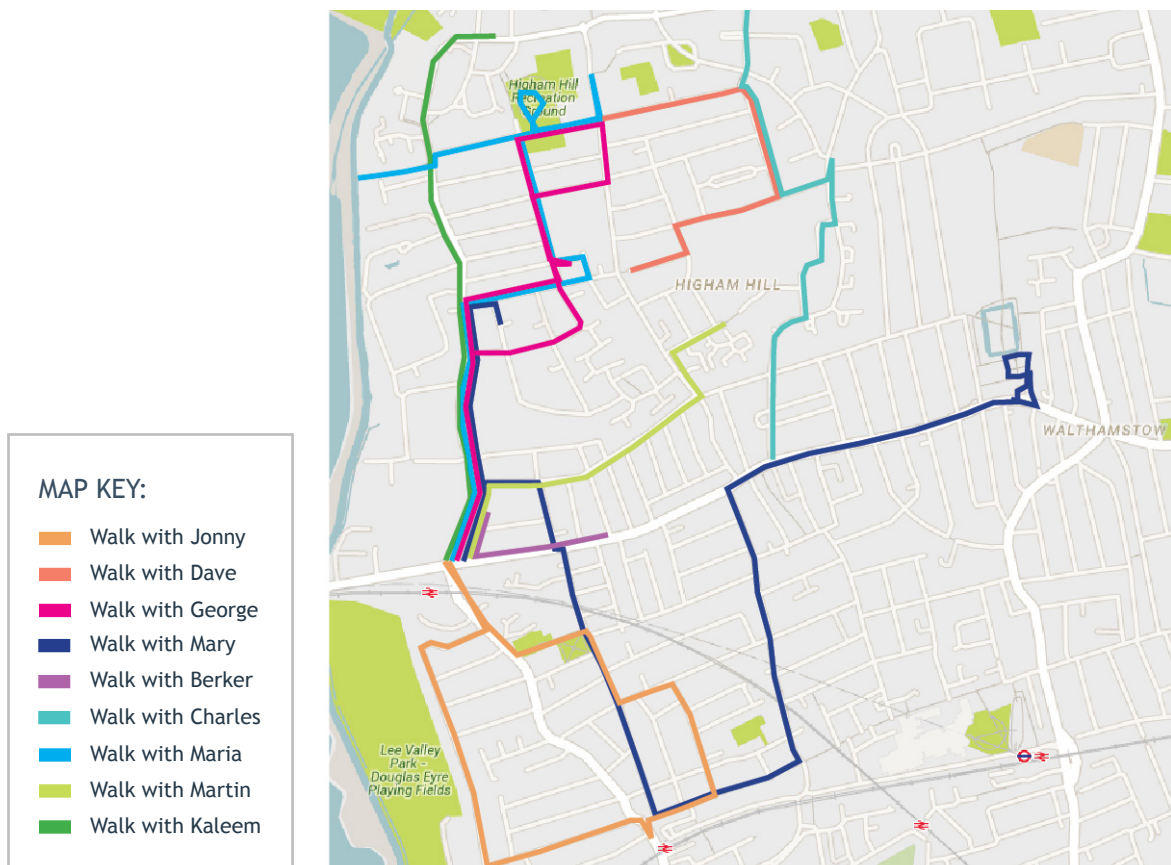 MAP KEY:
Walk with Jonny
Walk with Dave
Walk with George
Walk with Mary
Walk with Berker
Walk with Charles
Walk with Maria
Walk with Martin
Walk with Kaleem
Higham Hill
Recreation
Ground
HIGHAM HILL
WALTHAMSTOW
Lee Valley
Park -
Douglas Eyre
Playing Fields